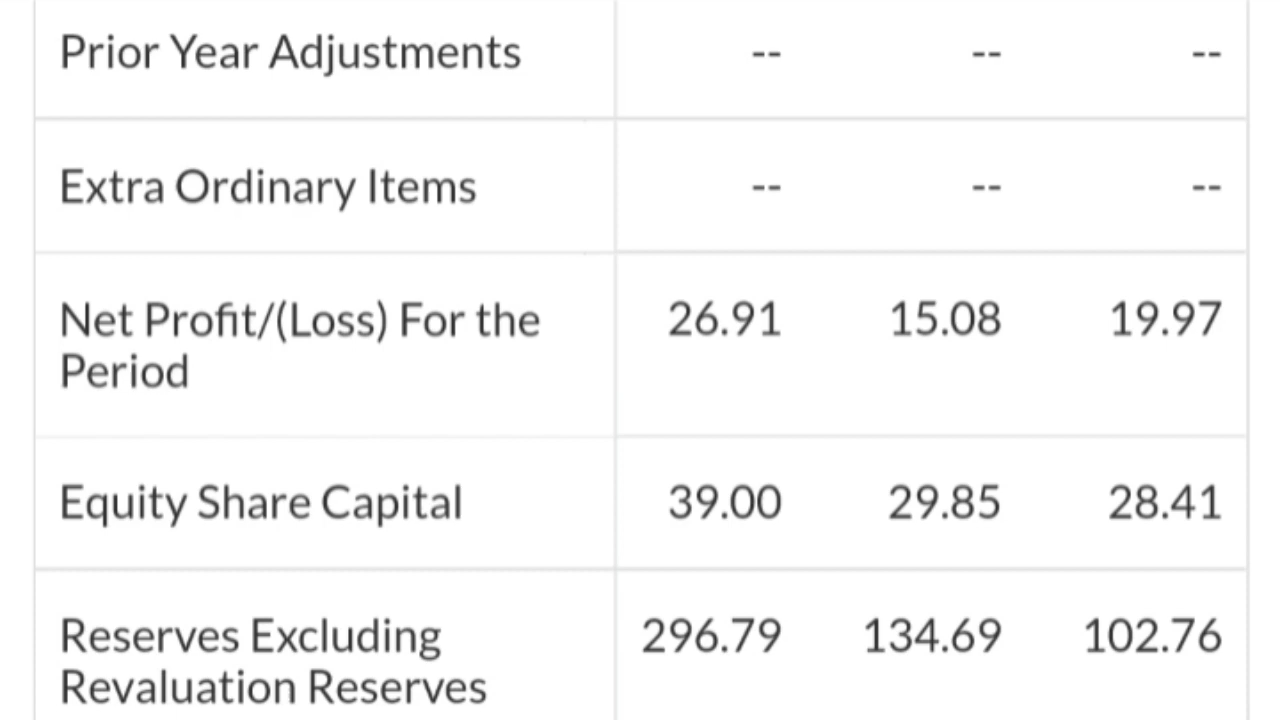 Prior Year Adjustments -- -- --
Extra Ordinary Items -- -- --
Net Profit/(Loss) For the 26.91 15.08 19.97
Period
Equity Share Capital 39.00 29.85 28.41
Reserves Excluding 296.79 134.69 102.76
Revaluation Reserves